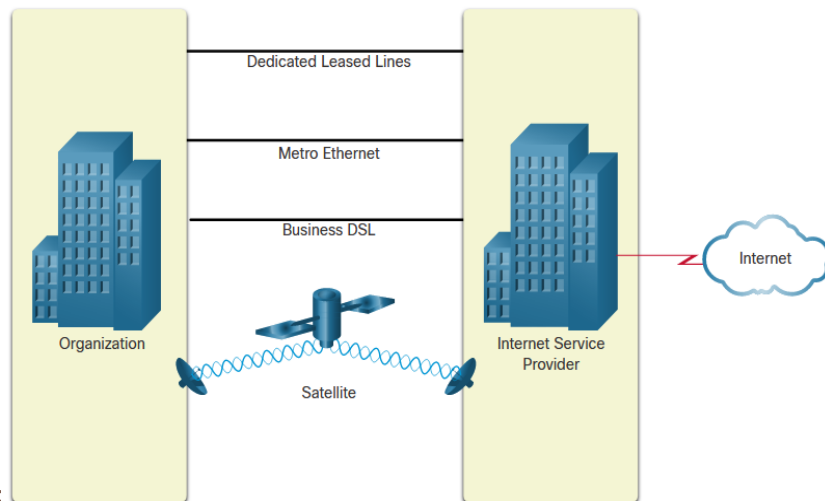 Dedicated Leased Lines
Metro Ethernet
Business DSL
Internet
Organization
Internet Service
Provider
Satellite